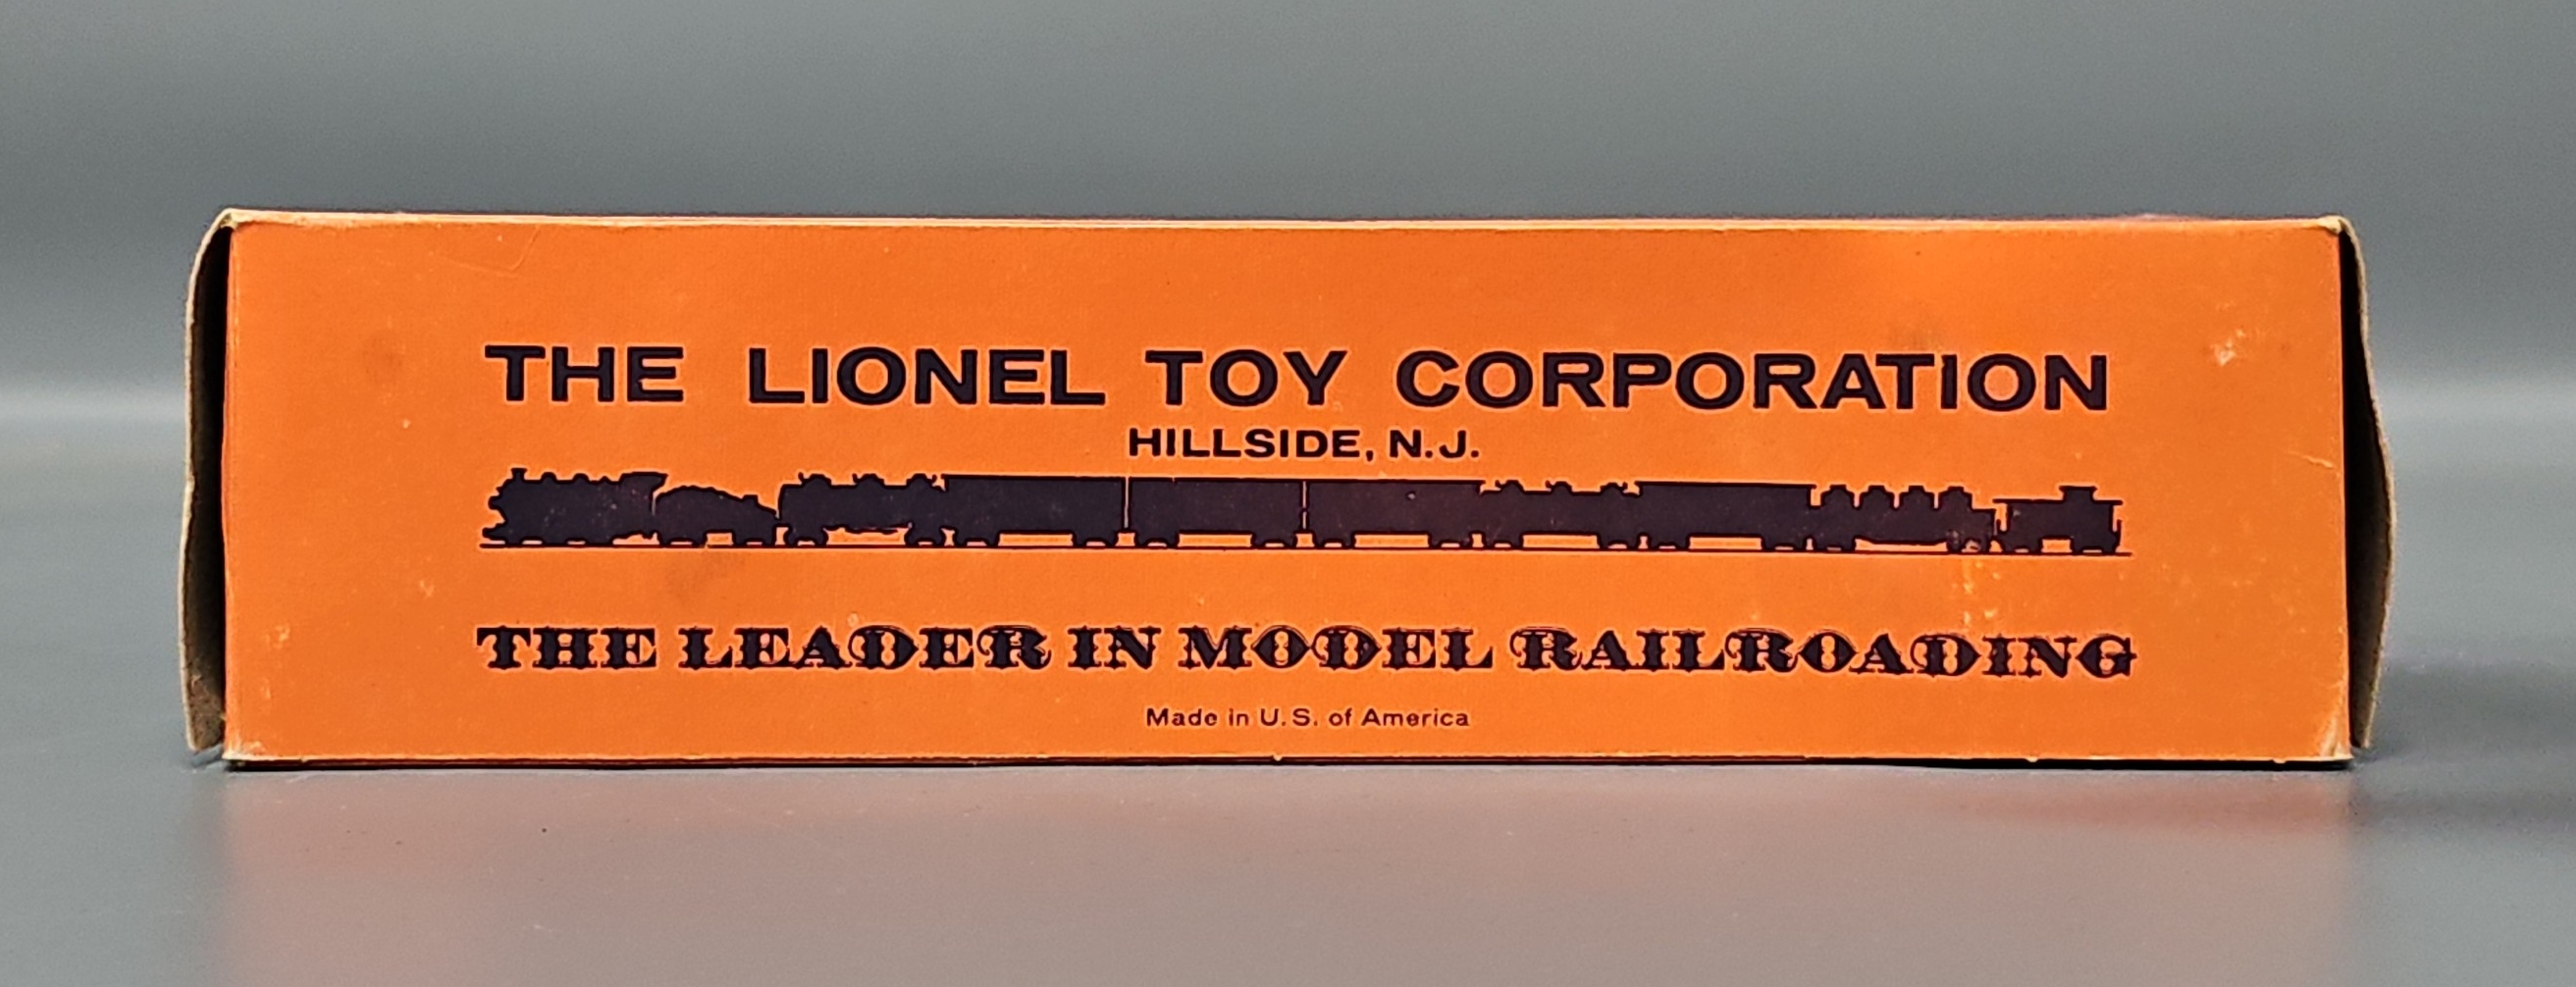 THE LIONEL TOY CORPORATION
HILLSIDE, N.J.
THE LEADER IN MODEL RAILROADING
Made in U.S. of America